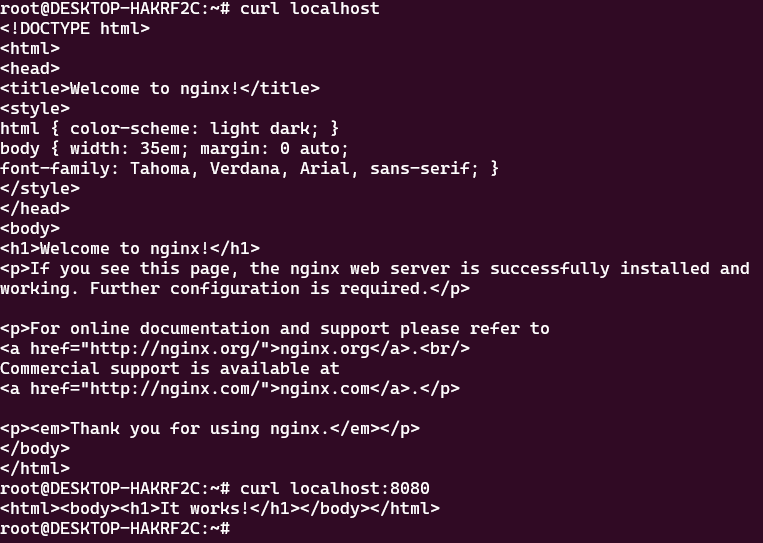 root@DESKTOP-HAKRF2C:~# curl localhost
<!DOCTYPE html>
<html>
<head>
<title>Welcome to nginx!</title>
<style>
html { color-scheme: light dark; }
body { width: 35em; margin: 0 auto;
font-family: Tahoma, Verdana, Arial, sans-serif; }
</style>
</head>
<body>
<h1>Welcome to nginx!</h1>
<p>If you see this page, the nginx web server is successfully installed and
working. Further configuration is required.</p>

<p>For online documentation and support please refer to
<a href="http://nginx.org/">nginx.org</a>.<br/>
Commercial support is available at
<a href="http://nginx.com/">nginx.com</a>.</p>

<p><em>Thank you for using nginx.</em></p>
</body>
</html>
root@DESKTOP-HAKRF2C:~# curl localhost:8080
<html><body><h1>It works!</h1></body></html>
root@DESKTOP-HAKRF2C:~#